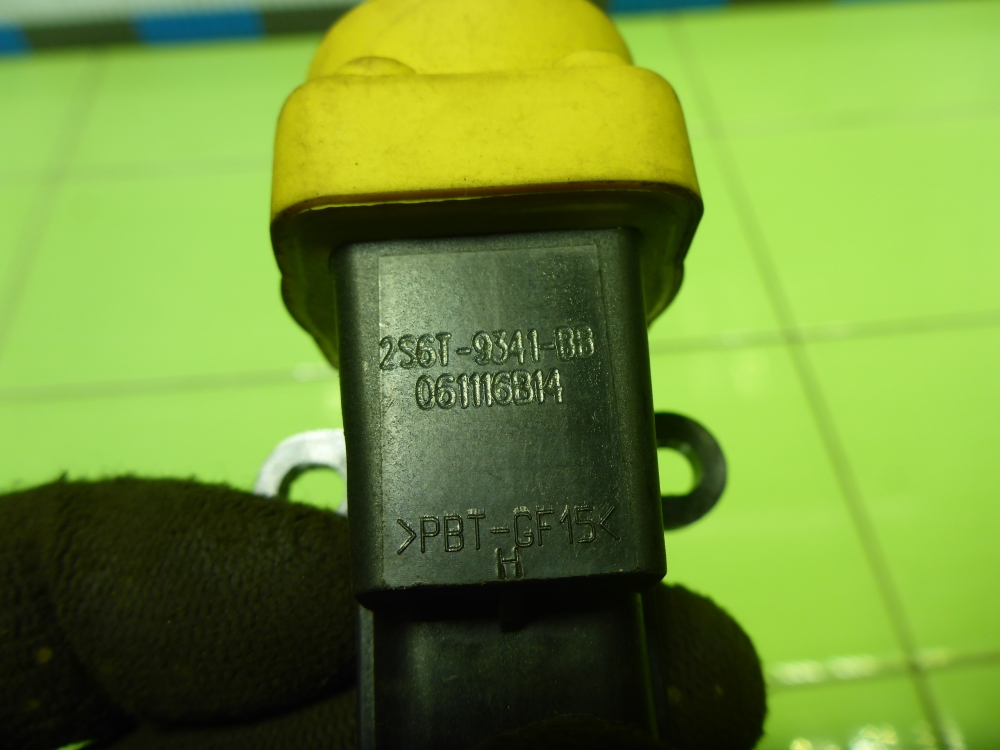 2S6T-9341-BB
061116B14
>PBT-GF15<
H